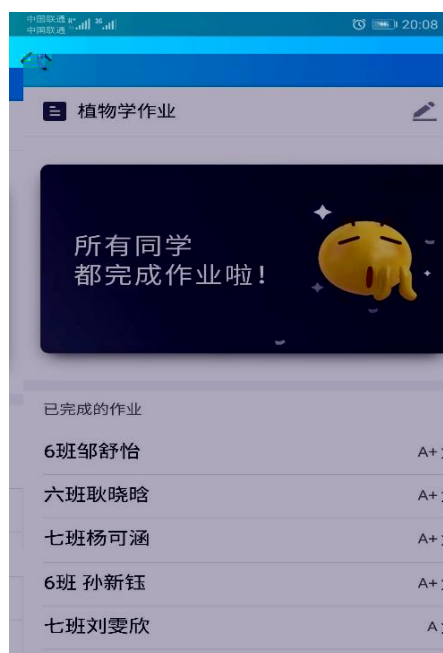 中国联通
中国联通
20:08
植物学作业
所有同学
都完成作业啦！
已完成的作业
6班邹舒怡 A+
六班耿晓晗 A+
七班杨可涵 A+
6班 孙新钰 A+
七班刘雯欣 A